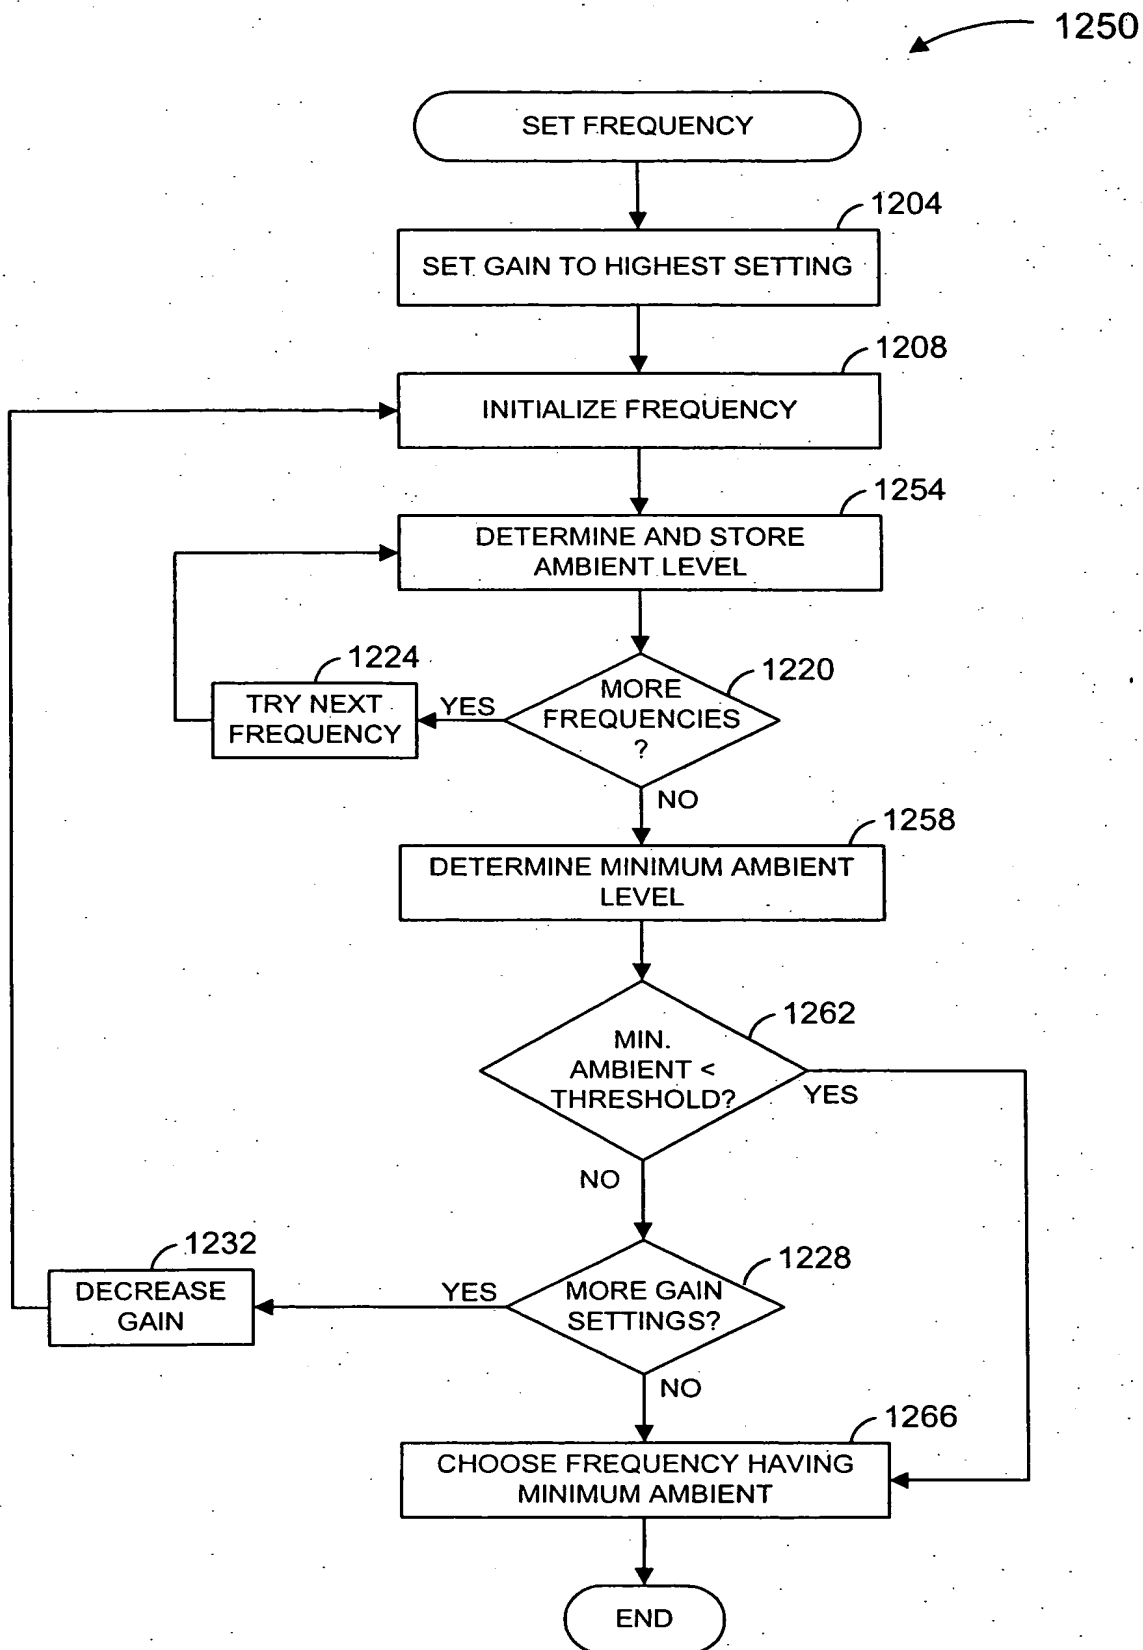 1250
SET FREQUENCY
1204
SET GAIN TO HIGHEST SETTING
1208
INITIALIZE FREQUENCY
1254
DETERMINE AND STORE
AMBIENT LEVEL
1224
TRY NEXT
FREQUENCY
YES
1220
MORE
FREQUENCIES
?
NO
1258
DETERMINE MINIMUM AMBIENT
LEVEL
1262
MIN.
AMBIENT <
THRESHOLD?
YES
NO
1232
DECREASE
GAIN
YES
1228
MORE GAIN
SETTINGS?
NO
1266
CHOOSE FREQUENCY HAVING
MINIMUM AMBIENT
END